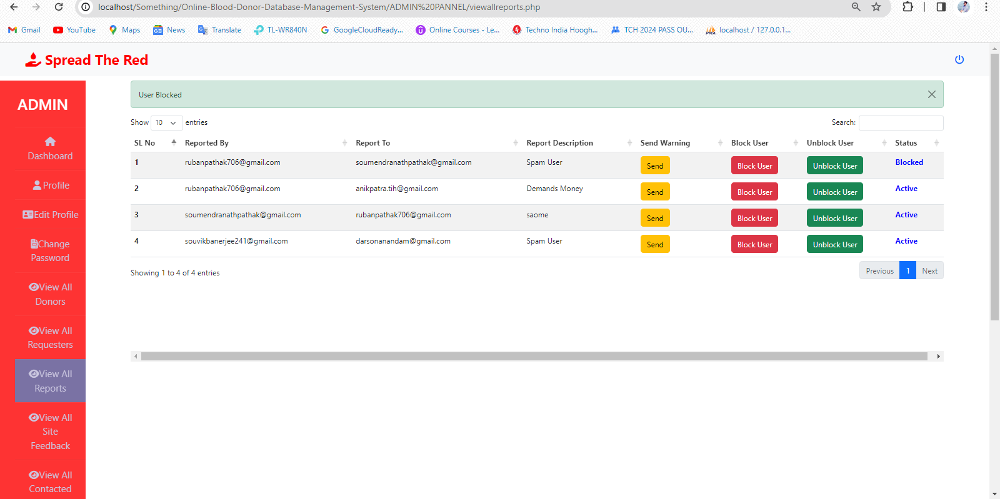 localhost/Something/Online-Blood-Donor-Database-Management-System/ADMIN%20PANNEL/viewallreports.php
Gmail YouTube Maps News Translate TL-WR840N GoogleCloudReady... Online Courses - Le... Techno India Hoogh... TCH 2024 PASS OU... localhost / 127.0.0.1...
Spread The Red
ADMIN
Dashboard
Profile
Edit Profile
Change
Password
View All
Donors
View All
Requesters
View All
Reports
View All
Site
Feedback
View All
Contacted
User Blocked
Show 10 entries Search:
SL No Reported By Report To Report Description Send Warning Block User Unblock User Status
1 rubanpathak706@gmail.com soumendranathpathak@gmail.com Spam User Send Block User Unblock User Blocked
2 rubanpathak706@gmail.com anikpatra.tih@gmail.com Demands Money Send Block User Unblock User Active
3 soumendranathpathak@gmail.com rubanpathak706@gmail.com saome Send Block User Unblock User Active
4 souvikbanerjee241@gmail.com darsonanandam@gmail.com Spam User Send Block User Unblock User Active
Showing 1 to 4 of 4 entries Previous 1 Next